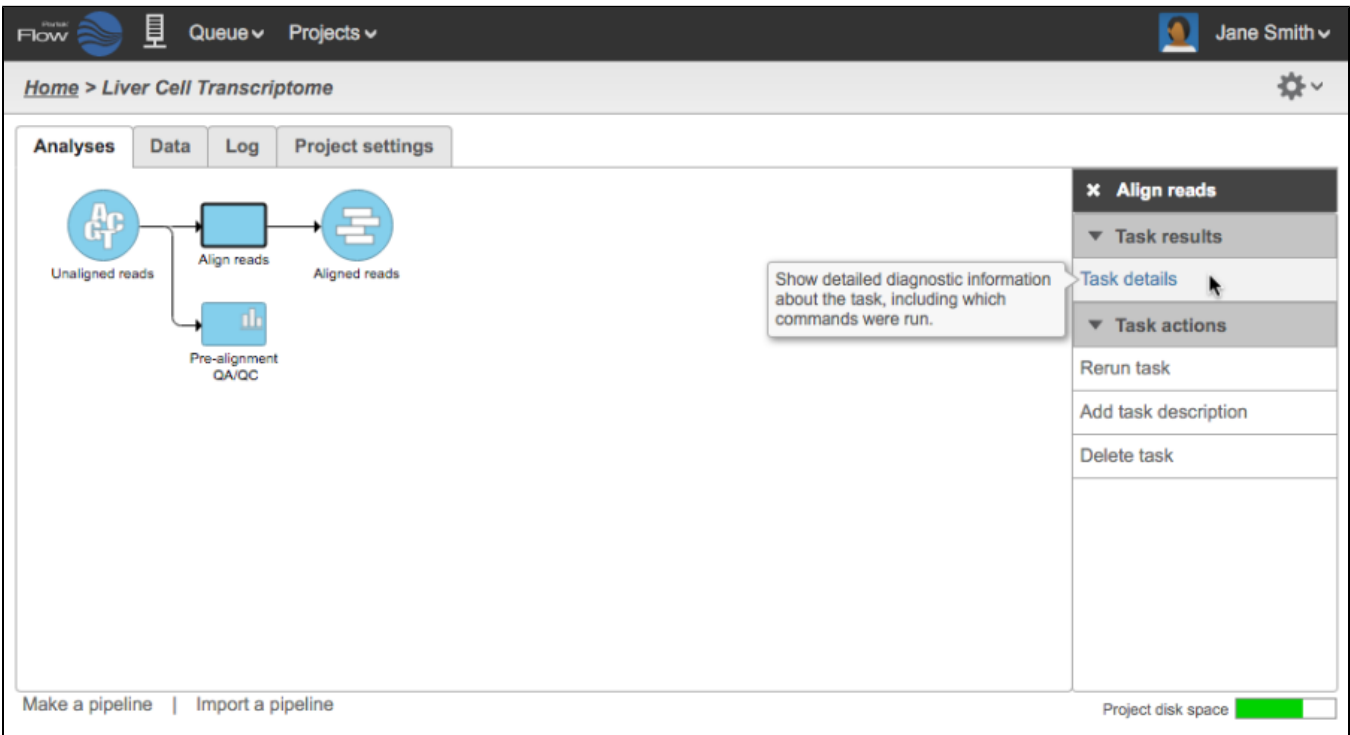 Partek
Flow
Queue
Projects
Jane Smith
Home > Liver Cell Transcriptome
Analyses
Data
Log
Project settings
AC
GT
Unaligned reads
Align reads
Aligned reads
Pre-alignment
QA/QC
Show detailed diagnostic information
about the task, including which
commands were run.
× Align reads
Task results
Task details
Task actions
Rerun task
Add task description
Delete task
Make a pipeline | Import a pipeline
Project disk space